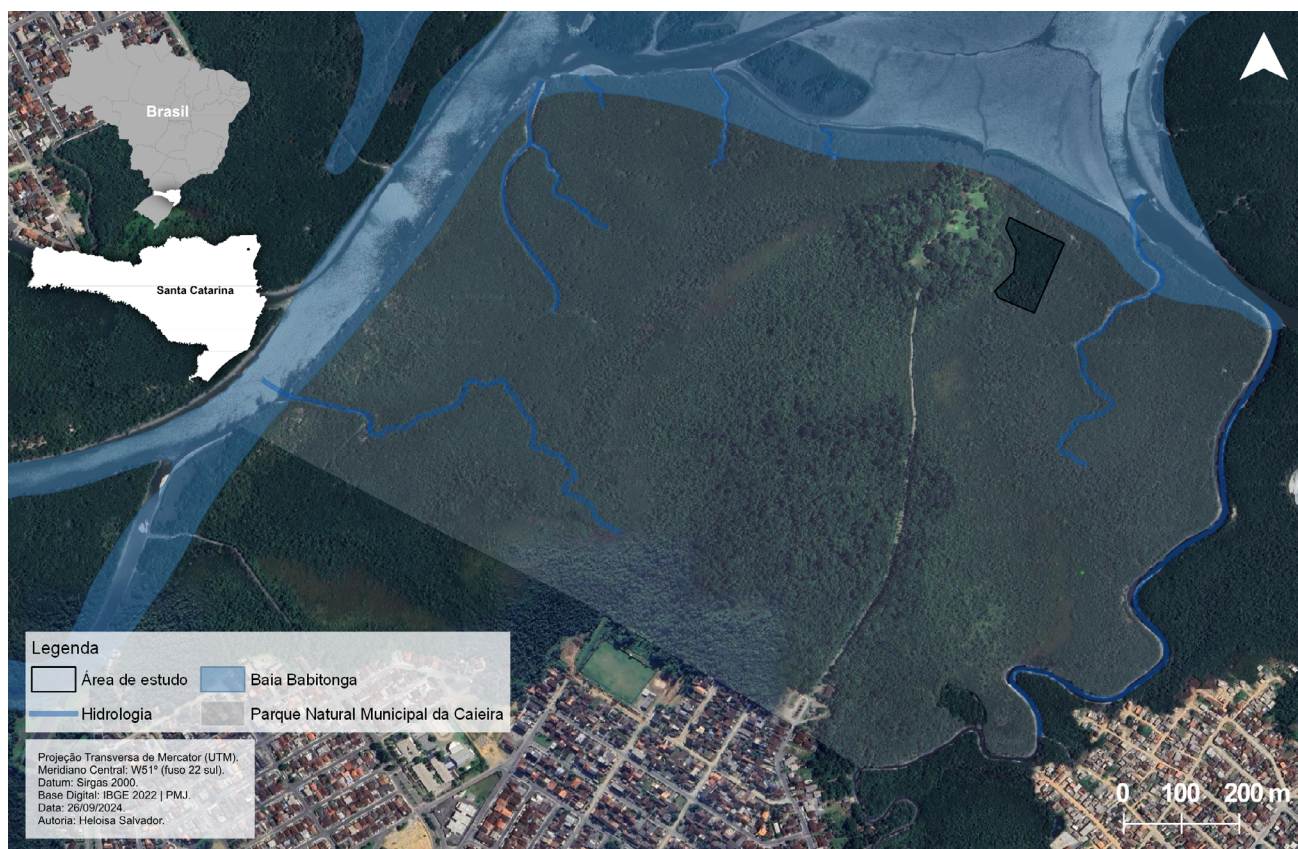 Brasil
Santa Catarina
Legenda
Área de estudo
Baia Babitonga
Hidrologia
Parque Natural Municipal da Caieira
Projeção Transversa de Mercator (UTM).
Meridiano Central: W51º (fuso 22 sul).
Datum: Sirgas 2000.
Base Digital: IBGE 2022 | PMJ.
Data: 26/09/2024.
Autoria: Heloisa Salvador.
0 100 200 m